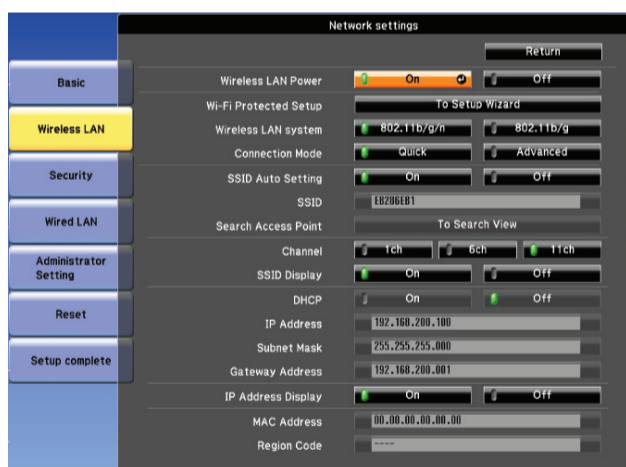 Network settings
Return
Basic
Wireless LAN
Security
Wired LAN
Administrator
Setting
Reset
Setup complete
Wireless LAN Power On Off
Wi-Fi Protected Setup To Setup Wizard
Wireless LAN system 802.11b/g/n 802.11b/g
Connection Mode Quick Advanced
SSID Auto Setting On Off
SSID EB286EB1
Search Access Point To Search View
Channel 1ch 6ch 11ch
SSID Display On Off
DHCP On Off
IP Address 192.168.200.100
Subnet Mask 255.255.255.000
Gateway Address 192.168.200.001
IP Address Display On Off
MAC Address 00.00.00.00.00.00
Region Code ----